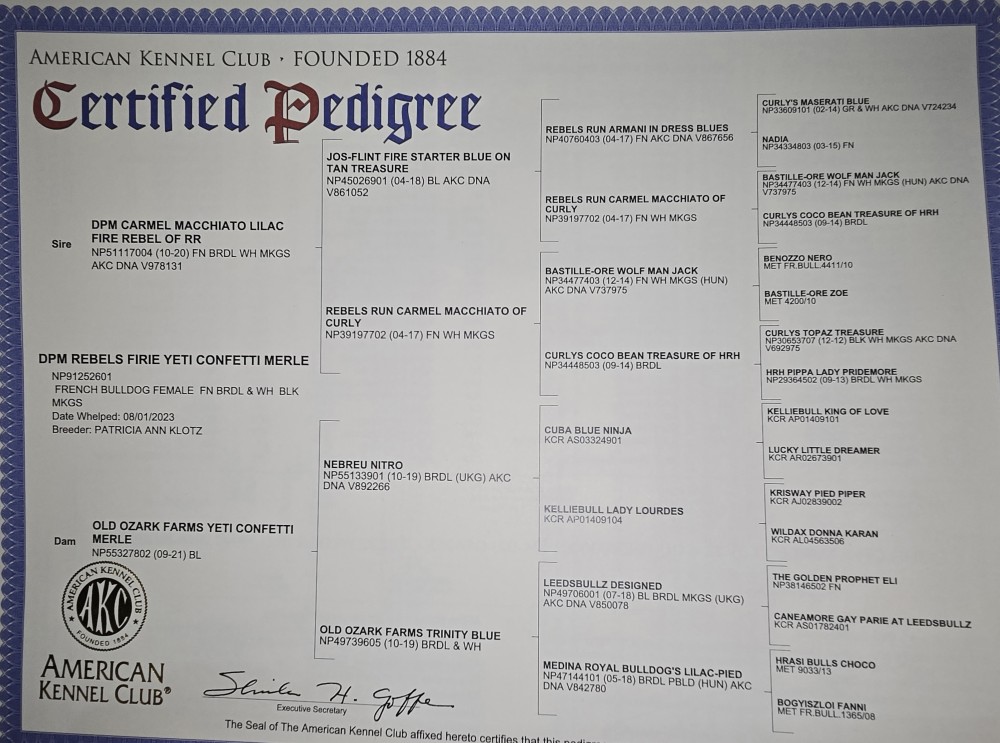 AMERICAN KENNEL CLUB • FOUNDED 1884
Certified Pedigree
Sire
DPM CARMEL MACCHIATO LILAC
FIRE REBEL OF RR
NP51117004 (10-20) FN BRDL WH MKGS
AKC DNA V978131
DPM REBELS FIRIE YETI CONFETTI MERLE
NP91252601
FRENCH BULLDOG FEMALE FN BRDL & WH BLK
MKGS
Date Whelped: 08/01/2023
Breeder: PATRICIA ANN KLOTZ
Dam
OLD OZARK FARMS YETI CONFETTI
MERLE
NP55327802 (09-21) BL
JOS-FLINT FIRE STARTER BLUE ON
TAN TREASURE
NP45026901 (04-18) BL AKC DNA
V861052
REBELS RUN CARMEL MACCHIATO OF
CURLY
NP39197702 (04-17) FN WH MKGS
NEBREU NITRO
NP55133901 (10-19) BRDL (UKG) AKC
DNA V892266
OLD OZARK FARMS TRINITY BLUE
NP49739605 (10-19) BRDL & WH
REBELS RUN ARMANI IN DRESS BLUES
NP40760403 (04-17) FN AKC DNA V867656
REBELS RUN CARMEL MACCHIATO OF
CURLY
NP39197702 (04-17) FN WH MKGS
BASTILLE-ORE WOLF MAN JACK
NP34477403 (12-14) FN WH MKGS (HUN)
AKC DNA V737975
CURLYS COCO BEAN TREASURE OF HRH
NP34448503 (09-14) BRDL
CUBA BLUE NINJA
KCR AS03324901
KELLIEBULL LADY LOURDES
KCR AP01409104
LEEDSBULLZ DESIGNED
NP49706001 (07-18) BL BRDL MKGS (UKG)
AKC DNA V850078
MEDINA ROYAL BULLDOG'S LILAC-PIED
NP47144101 (05-18) BRDL PBLD (HUN) AKC
DNA V842780
CURLY'S MASERATI BLUE
NP33609101 (02-14) GR & WH AKC DNA V724234
NADIA
NP34334803 (03-15) FN
BASTILLE-ORE WOLF MAN JACK
NP34477403 (12-14) FN WH MKGS (HUN) AKC DNA
V737975
CURLYS COCO BEAN TREASURE OF HRH
NP34448503 (09-14) BRDL
BENOZZO NERO
MET FR.BULL.4411/10
BASTILLE-ORE ZOE
MET 4200/10
CURLYS TOPAZ TREASURE
NP30653707 (12-12) BLK WH MKGS AKC DNA
V692975
HRH PIPPA LADY PRIDEMORE
NP29364502 (09-13) BRDL WH MKGS
KELLIEBULL KING OF LOVE
KCR AP01409101
LUCKY LITTLE DREAMER
KCR AR02673901
KRISWAY PIED PIPER
KCR AJ02839002
WILDAX DONNA KARAN
KCR AL04563506
THE GOLDEN PROPHET ELI
NP38146502 FN
CANEAMORE GAY PARIE AT LEEDSBULLZ
KCR AS01782401
HRASI BULLS CHOCO
MET 9033/13
BOGYISZLOI FANNI
MET FR.BULL.1365/08
AMERICAN KENNEL CLUB
AKC
FOUNDED 1884
AMERICAN
KENNEL CLUB®
Executive Secretary
The Seal of The American Kennel Club affixed hereto certifies that this